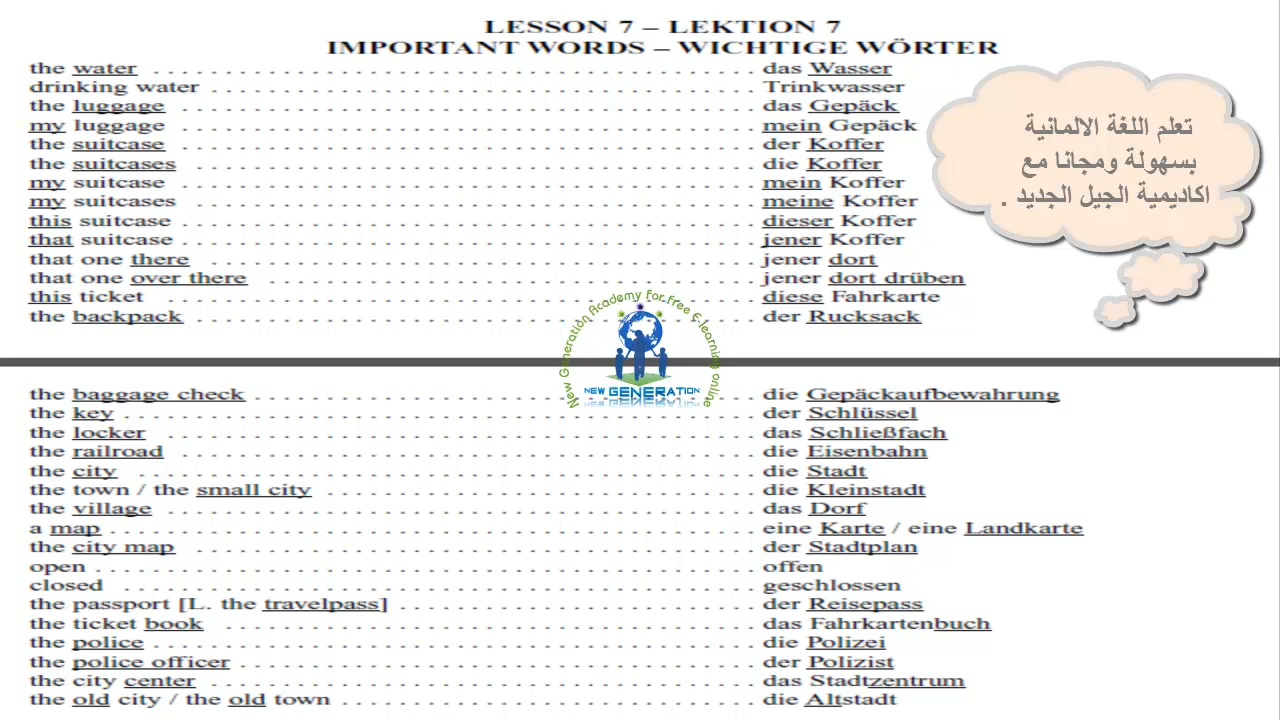 LESSON 7 – LEKTION 7
IMPORTANT WORDS – WICHTIGE WÖRTER
the water . . . . . . . . . . . . . . . . . . . . das Wasser
drinking water . . . . . . . . . . . . . . . . . . . . Trinkwasser
the luggage . . . . . . . . . . . . . . . . . . . . das Gepäck
my luggage . . . . . . . . . . . . . . . . . . . . mein Gepäck
the suitcase . . . . . . . . . . . . . . . . . . . . der Koffer
the suitcases . . . . . . . . . . . . . . . . . . . . die Koffer
my suitcase . . . . . . . . . . . . . . . . . . . . mein Koffer
my suitcases . . . . . . . . . . . . . . . . . . . . meine Koffer
this suitcase . . . . . . . . . . . . . . . . . . . . dieser Koffer
that suitcase . . . . . . . . . . . . . . . . . . . . jener Koffer
that one there . . . . . . . . . . . . . . . . . . . . jener dort
that one over there . . . . . . . . . . . . . . . . . . . . jener dort drüben
this ticket . . . . . . . . . . . . . . . . . . . . diese Fahrkarte
the backpack . . . . . . . . . . . . . . . . . . . . der Rucksack
تعلم اللغة الالمانية
بسهولة ومجانا مع
اكاديمية الجيل الجديد .
New Generation Academy for Free E-learning online
NEW GENERATION
the baggage check . . . . . . . . . . . . . . . . . . . . die Gepäckaufbewahrung
the key . . . . . . . . . . . . . . . . . . . . der Schlüssel
the locker . . . . . . . . . . . . . . . . . . . . das Schließfach
the railroad . . . . . . . . . . . . . . . . . . . . die Eisenbahn
the city . . . . . . . . . . . . . . . . . . . . die Stadt
the town / the small city . . . . . . . . . . . . . . . . . . . . die Kleinstadt
the village . . . . . . . . . . . . . . . . . . . . das Dorf
a map . . . . . . . . . . . . . . . . . . . . eine Karte / eine Landkarte
the city map . . . . . . . . . . . . . . . . . . . . der Stadtplan
open . . . . . . . . . . . . . . . . . . . . offen
closed . . . . . . . . . . . . . . . . . . . . geschlossen
the passport [L. the travelpass] . . . . . . . . . . . . . . . . . . . . der Reisepass
the ticket book . . . . . . . . . . . . . . . . . . . . das Fahrkartenbuch
the police . . . . . . . . . . . . . . . . . . . . die Polizei
the police officer . . . . . . . . . . . . . . . . . . . . der Polizist
the city center . . . . . . . . . . . . . . . . . . . . das Stadtzentrum
the old city / the old town . . . . . . . . . . . . . . . . . . . . die Altstadt